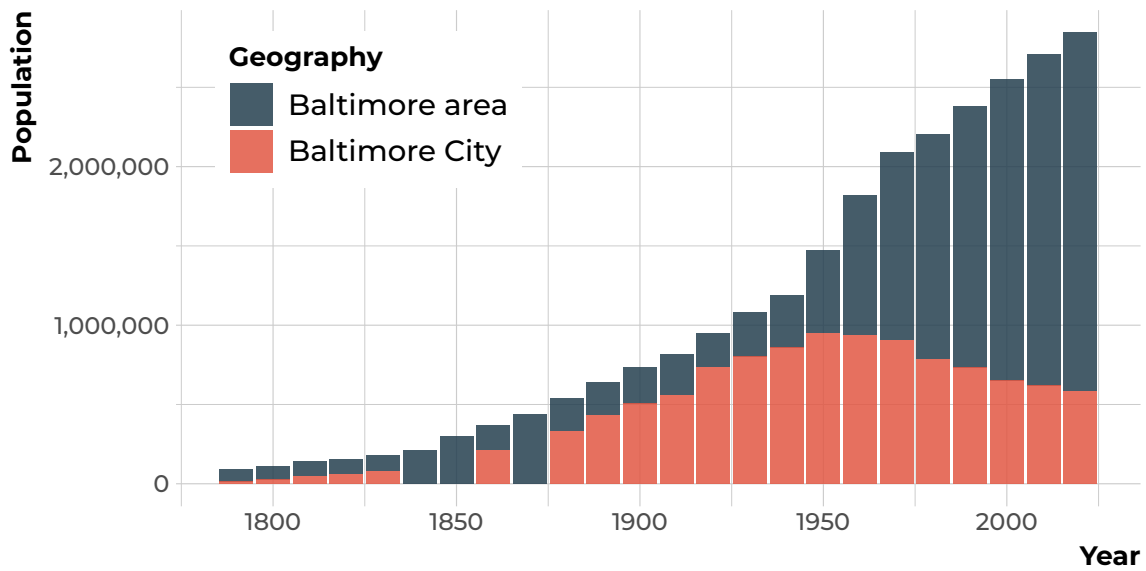 Population
Geography
Baltimore area
Baltimore City
2,000,000
1,000,000
0
1800 1850 1900 1950 2000
Year